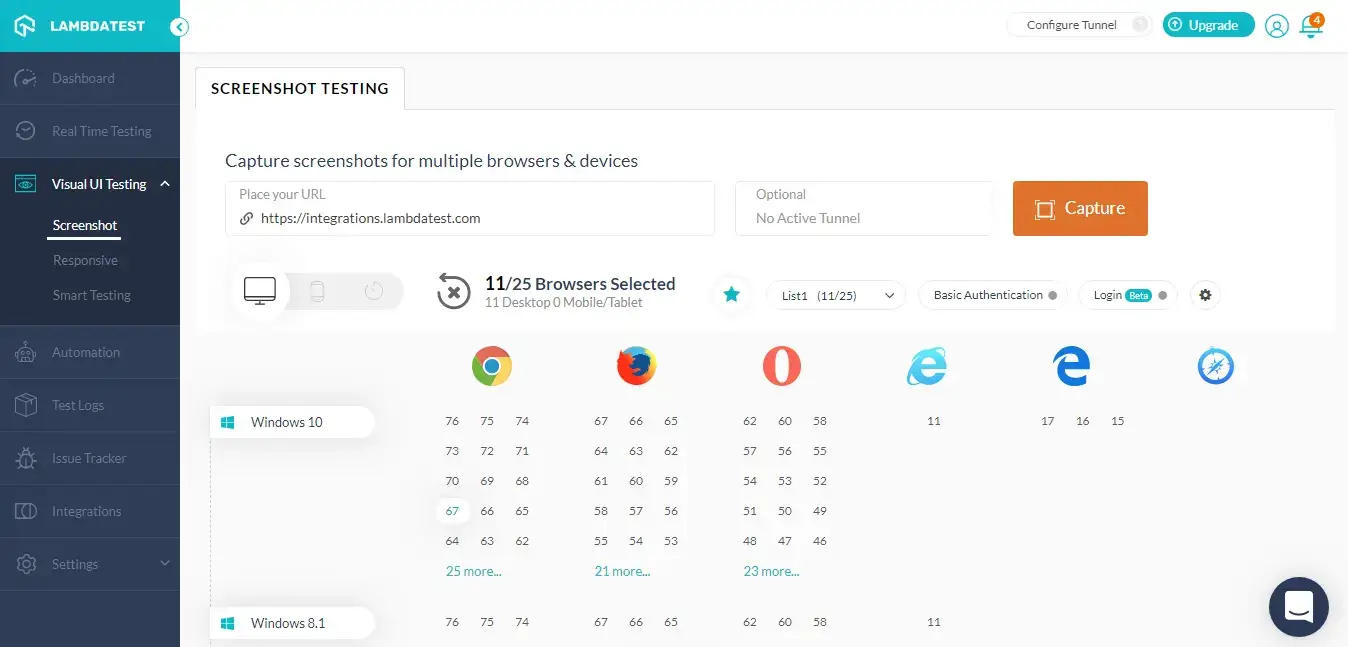 LAMBDATEST
Configure Tunnel
Upgrade
4
Dashboard
Real Time Testing
Visual UI Testing
Screenshot
Responsive
Smart Testing
Automation
Test Logs
Issue Tracker
Integrations
Settings
SCREENSHOT TESTING
Capture screenshots for multiple browsers & devices
Place your URL
https://integrations.lambdatest.com
Optional
No Active Tunnel
Capture
11/25 Browsers Selected
11 Desktop 0 Mobile/Tablet
List1 (11/25)
Basic Authentication
Login Beta
Windows 10
76 75 74 67 66 65 62 60 58 11 17 16 15
73 72 71 64 63 62 57 56 55
70 69 68 61 60 59 54 53 52
67 66 65 58 57 56 51 50 49
64 63 62 55 54 53 48 47 46
25 more... 21 more... 23 more...
Windows 8.1
76 75 74 67 66 65 62 60 58 11